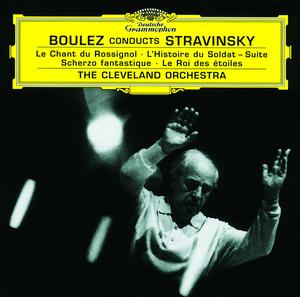 Deutsche
Grammophon
BOULEZ CONDUCTS STRAVINSKY
Le Chant du Rossignol · L'Histoire du Soldat – Suite
Scherzo fantastique · Le Roi des étoiles
THE CLEVELAND ORCHESTRA